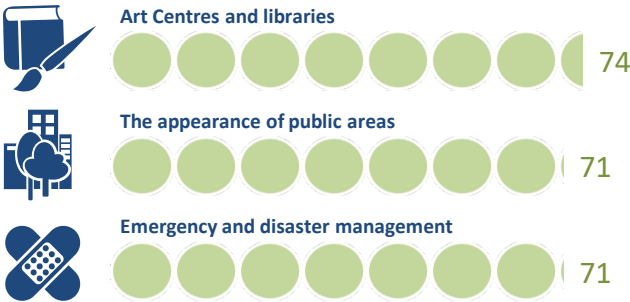 Art Centres and libraries
74
The appearance of public areas
71
Emergency and disaster management
71